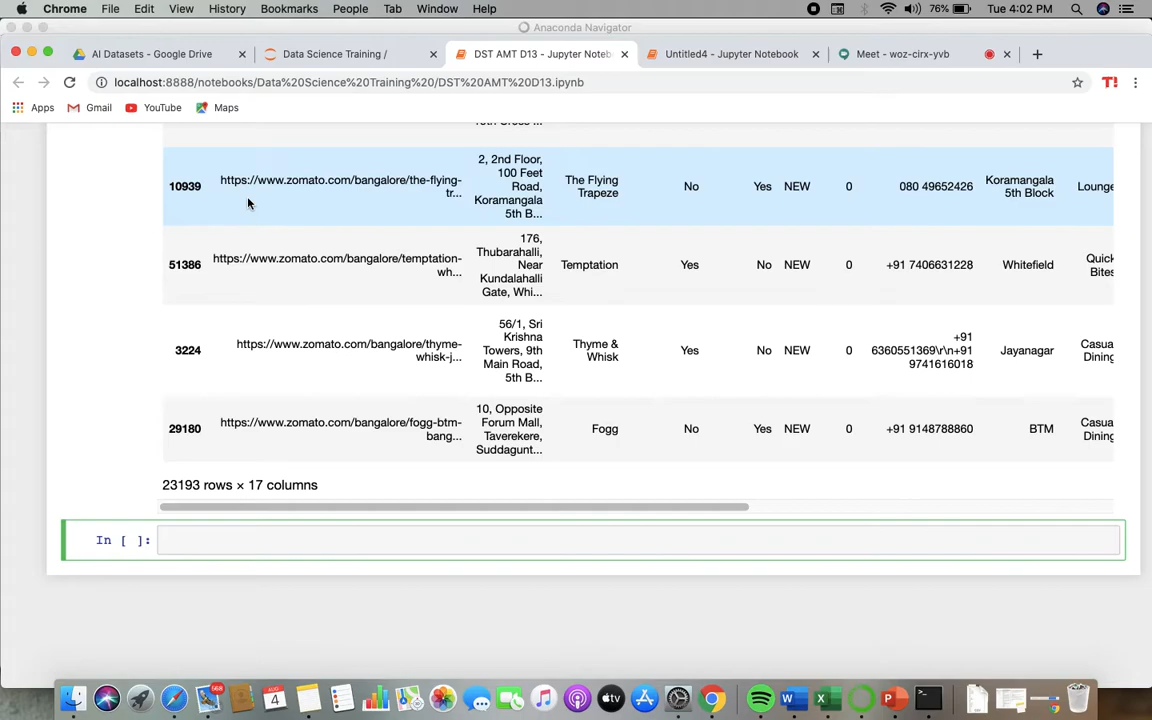 Chrome File Edit View History Bookmarks People Tab Window Help 76% Tue 4:02 PM
Anaconda Navigator
AI Datasets - Google Drive Data Science Training / DST AMT D13 - Jupyter Noteb Untitled4 - Jupyter Notebook Meet - woz-cirx-yvb
localhost:8888/notebooks/Data%20Science%20Training%20/DST%20AMT%20D13.ipynb T!
Apps Gmail YouTube Maps
2, 2nd Floor,
100 Feet
Road,
Koramangala
5th B...
10939 https://www.zomato.com/bangalore/the-flying-
tr...
The Flying
Trapeze
No Yes NEW 0 080 49652426
Koramangala
5th Block
Lounge
176,
Thubarahalli,
Near
Kundalahalli
Gate, Whi...
51386 https://www.zomato.com/bangalore/temptation-
wh...
Temptation Yes No NEW 0 +91 7406631228 Whitefield
Quick
Bites
56/1, Sri
Krishna
Towers, 9th
Main Road,
5th B...
3224 https://www.zomato.com/bangalore/thyme-
whisk-j...
Thyme &
Whisk
Yes No NEW 0
+91
6360551369\r\n+91
9741616018
Jayanagar
Casua
Dining
10, Opposite
Forum Mall,
Taverekere,
Suddagunt...
29180 https://www.zomato.com/bangalore/fogg-btm-
bang...
Fogg No Yes NEW 0 +91 9148788860 BTM
Casua
Dining
23193 rows × 17 columns
In [ ]:
568
AUG
4
tv